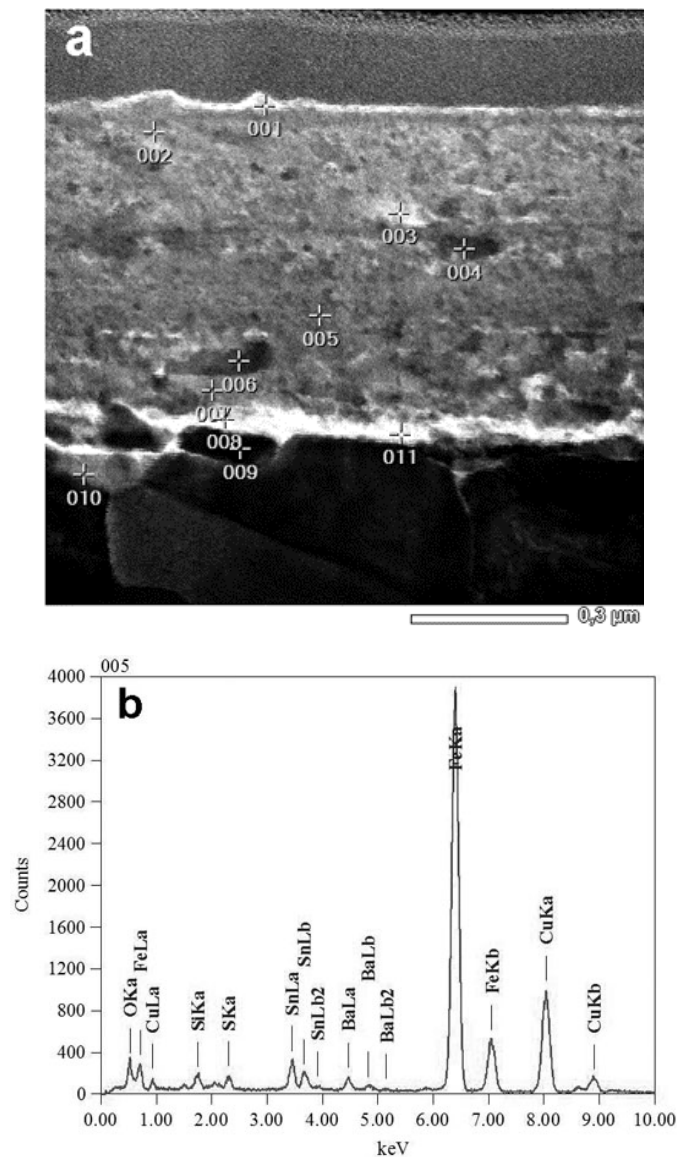 a
001
002
003
004
005
006
007
008
009
011
010
0,3 µm
005
b
4000
3600
3200
2800
2400
2000
1600
1200
800
400
0
Counts
OKa
FeLa
CuLa
SiKa
SKa
SnLa
SnLb
SnLb2
BaLa
BaLb
BaLb2
FeKa
FeKb
CuKa
CuKb
0.00 1.00 2.00 3.00 4.00 5.00 6.00 7.00 8.00 9.00 10.00
keV